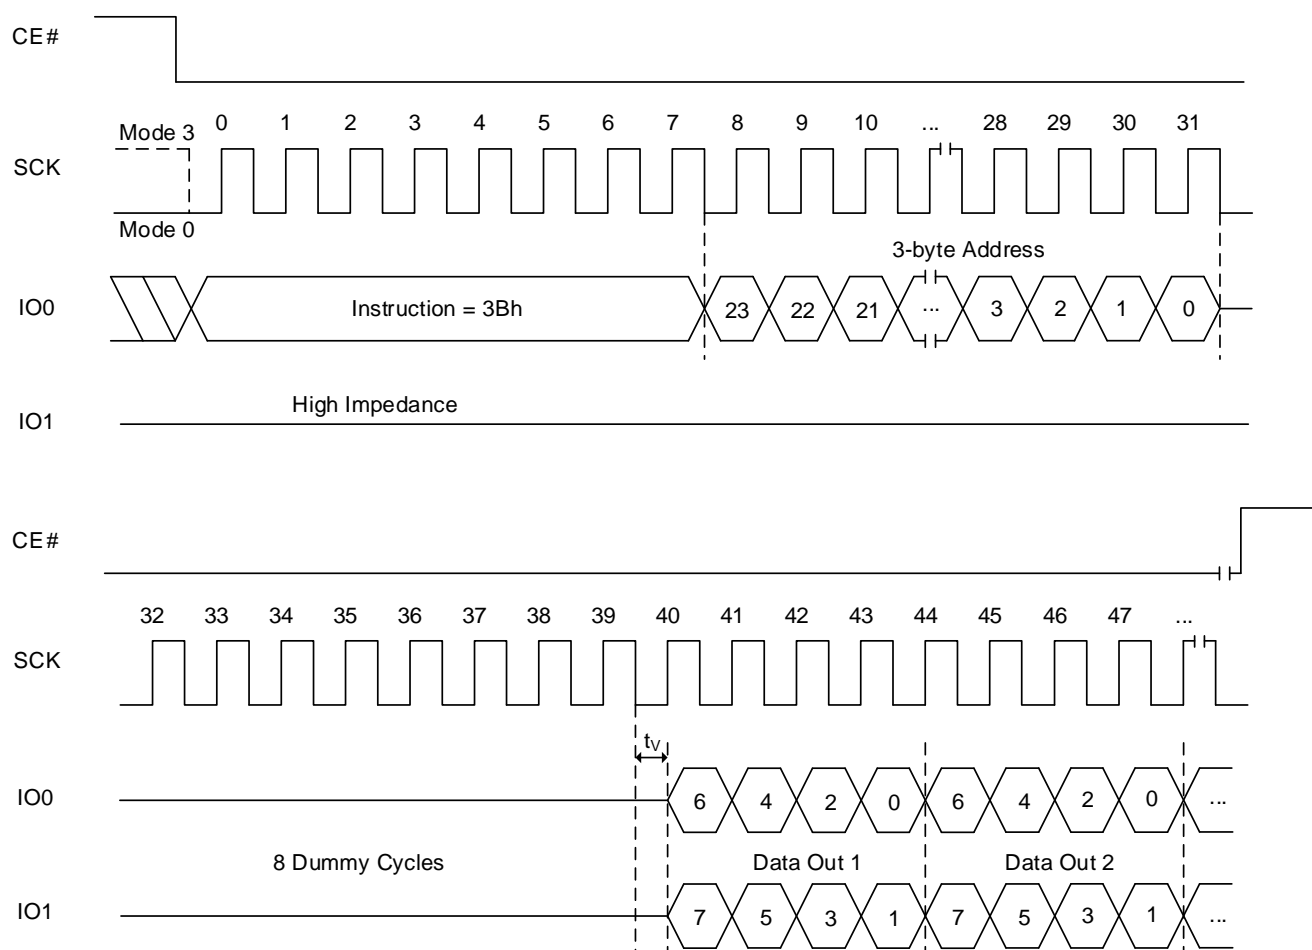 CE#
Mode 3 0 1 2 3 4 5 6 7 8 9 10 ... 28 29 30 31
SCK
Mode 0
3-byte Address
IO0 Instruction = 3Bh 23 22 21 ... 3 2 1 0
High Impedance
IO1
CE#
32 33 34 35 36 37 38 39 40 41 42 43 44 45 46 47 ...
SCK
tV
IO0 6 4 2 0 6 4 2 0 ...
8 Dummy Cycles Data Out 1 Data Out 2
IO1 7 5 3 1 7 5 3 1 ...